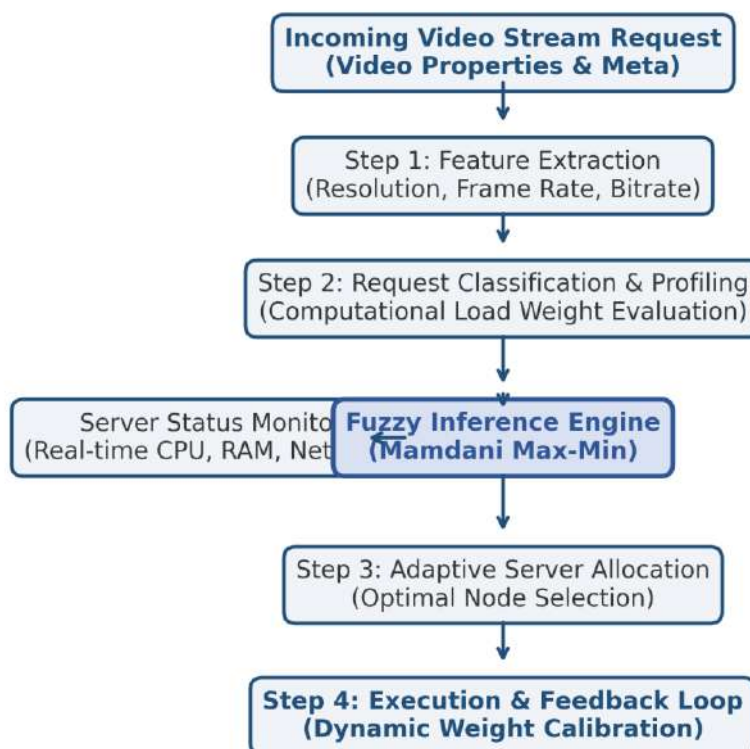 Incoming Video Stream Request
(Video Properties & Meta)
Step 1: Feature Extraction
(Resolution, Frame Rate, Bitrate)
Step 2: Request Classification & Profiling
(Computational Load Weight Evaluation)
Server Status
(Real-time CPU, RAM,
Fuzzy Inference Engine
(Mamdani Max-Min)
Step 3: Adaptive Server Allocation
(Optimal Node Selection)
Step 4: Execution & Feedback Loop
(Dynamic Weight Calibration)